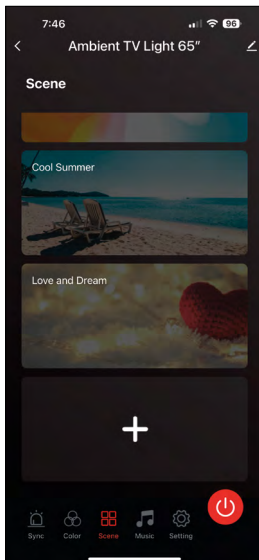 7:46
96
Ambient TV Light 65"
Scene
Cool Summer
Love and Dream
Sync Color Scene Music Setting